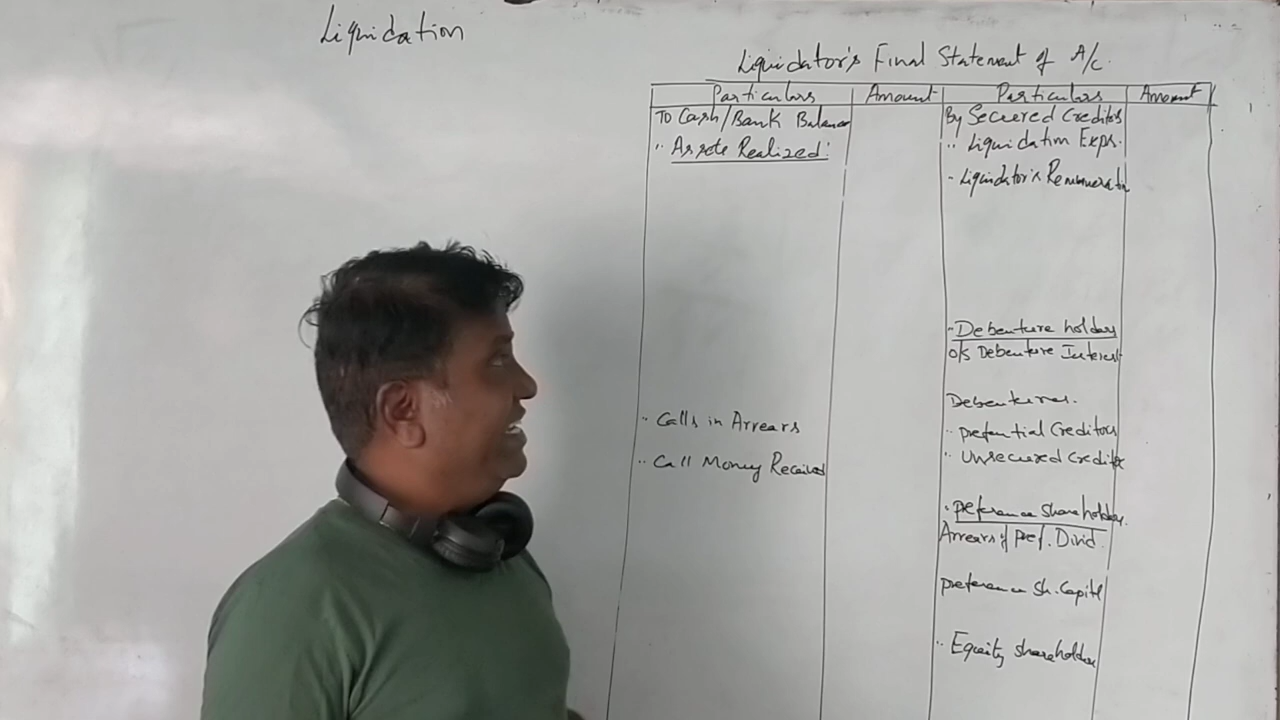 Liquidation
Liquidator's Final Statement of A/c.
Particulars Amount Particulars Amount
To Cash/Bank Balance
" Assets Realized:
" Calls in Arrears
" Call Money Received
By Secured Creditors
" Liquidation Exps.
" Liquidator's Remuneratin
" Debenture holders
O/s Debenture Interest
Debentures.
" Prefential Creditors
" Unsecured Creditors
" Preference Shareholders.
Arrears of Pref. Divid.
Preference Sh. Capital
" Equity Shareholders